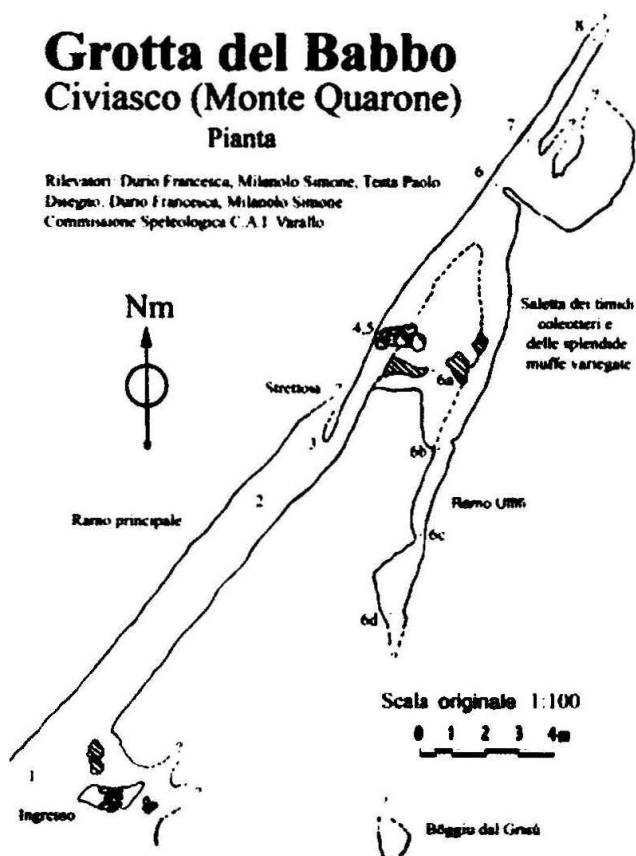 Grotta del Babbo
Civiasco (Monte Quarone)
Pianta
Rilevatori: Durio Francesca, Milanolo Simone, Testa Paolo
Disegno: Durio Francesca, Milanolo Simone
Commissione Speleologica C.A.I. Varallo
8
?
7
?
?
6
Nm
Saletta dei timidi
coleotteri e
delle splendide
muffe variegate
4,5
6a
Strettoia
?
3
6b
2
Ramo principale
Ramo
6c
6d
?
Scala originale 1:100
0 1 2 3 4m
1
Ingresso
?
Böggiu dal Grisù